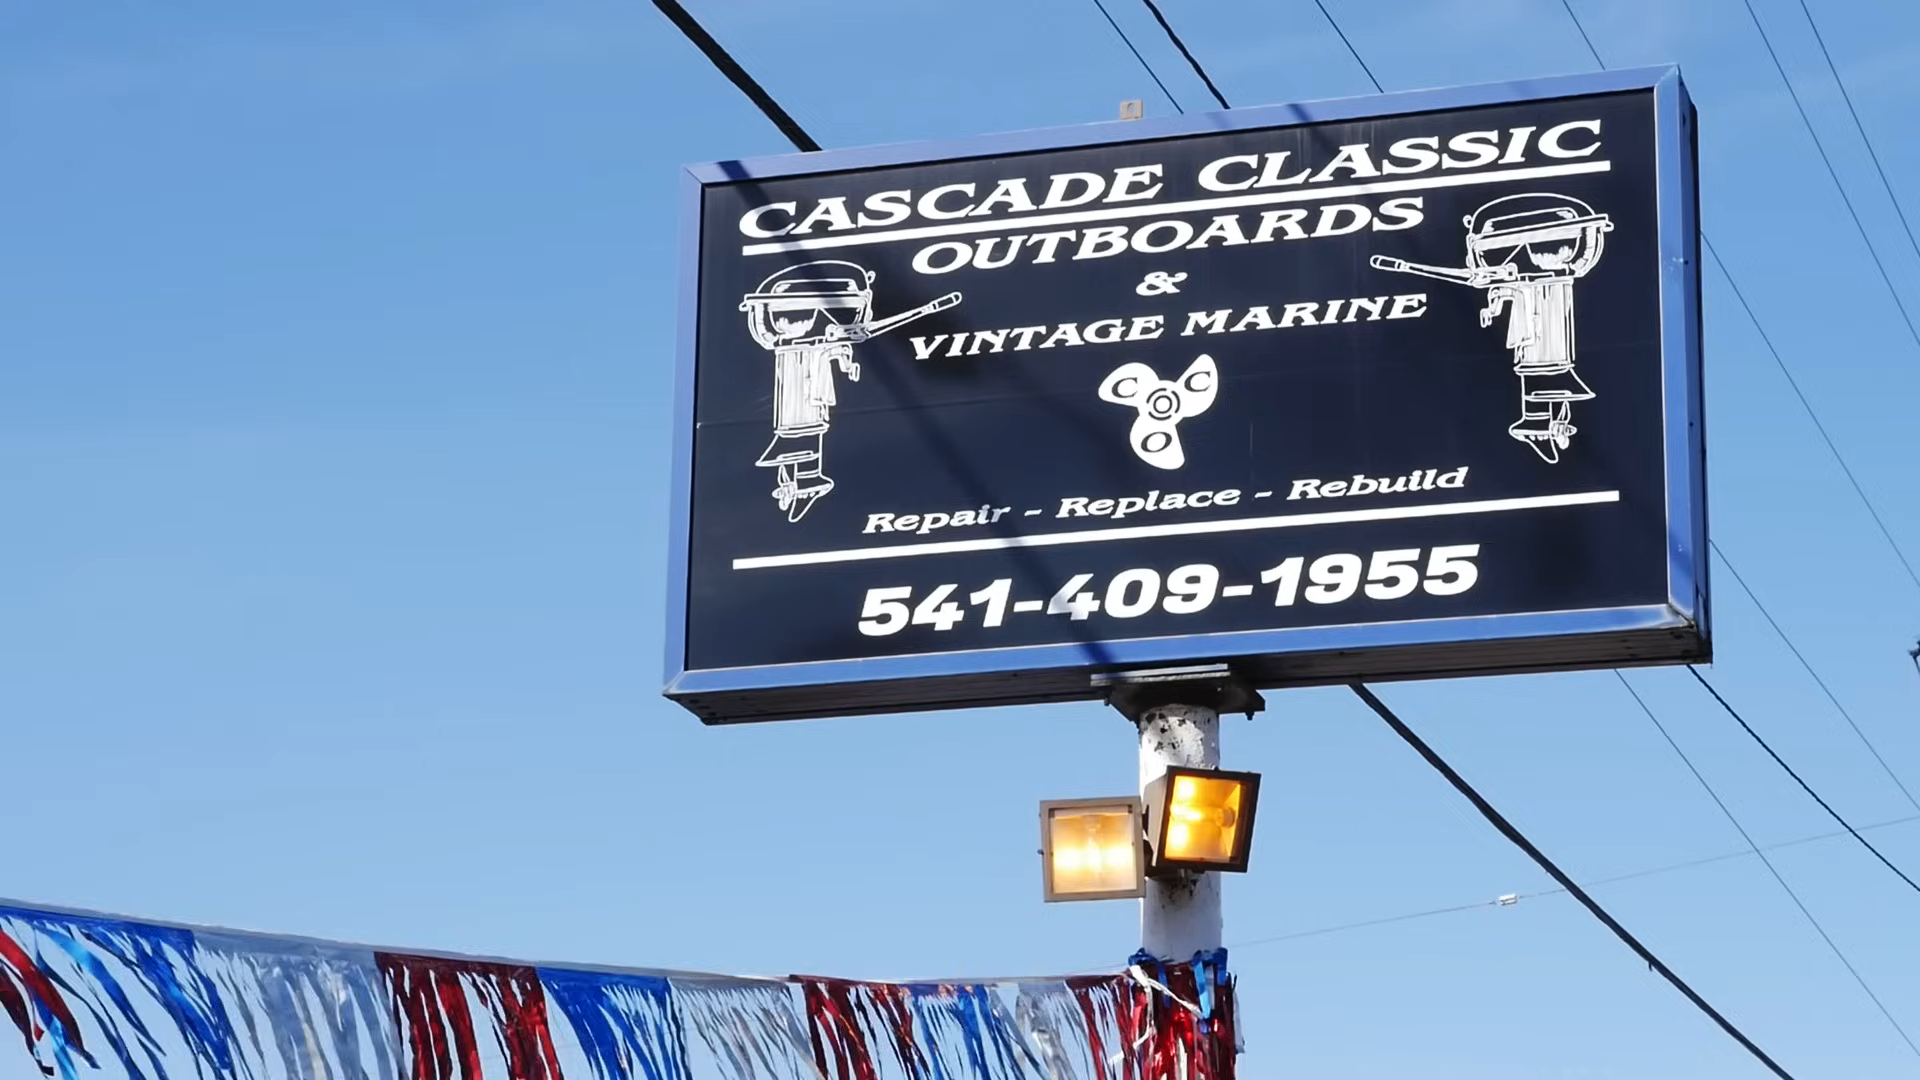 CASCADE CLASSIC
OUTBOARDS
&
VINTAGE MARINE
C C
O
Repair - Replace - Rebuild
541-409-1955